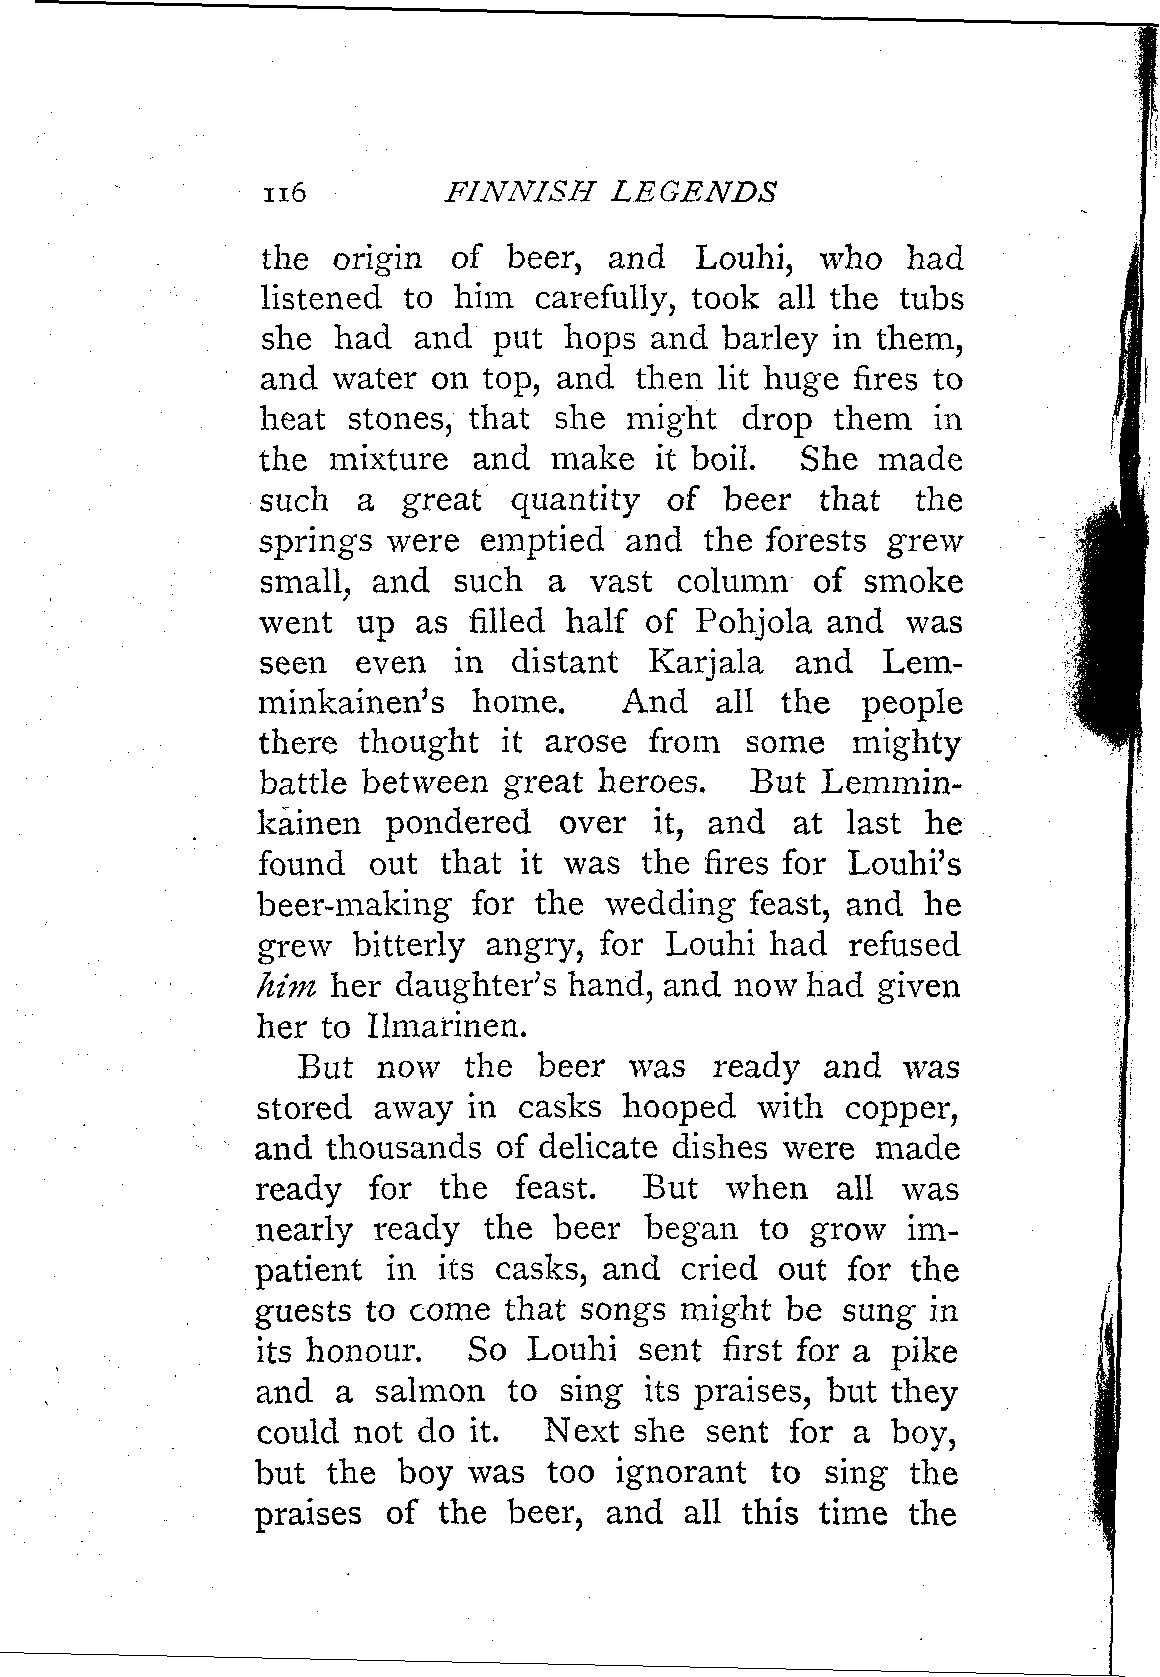 116 FINNISH LEGENDS
the origin of beer, and Louhi, who had
listened to him carefully, took all the tubs
she had and put hops and barley in them,
and water on top, and then lit huge fires to
heat stones, that she might drop them in
the mixture and make it boil. She made
such a great quantity of beer that the
springs were emptied and the forests grew
small, and such a vast column of smoke
went up as filled half of Pohjola and was
seen even in distant Karjala and Lem-
minkainen's home. And all the people
there thought it arose from some mighty
battle between great heroes. But Lemmin-
käinen pondered over it, and at last he
found out that it was the fires for Louhi's
beer-making for the wedding feast, and he
grew bitterly angry, for Louhi had refused
him her daughter's hand, and now had given
her to Ilmarinen.
But now the beer was ready and was
stored away in casks hooped with copper,
and thousands of delicate dishes were made
ready for the feast. But when all was
nearly ready the beer began to grow im-
patient in its casks, and cried out for the
guests to come that songs might be sung in
its honour. So Louhi sent first for a pike
and a salmon to sing its praises, but they
could not do it. Next she sent for a boy,
but the boy was too ignorant to sing the
praises of the beer, and all this time the